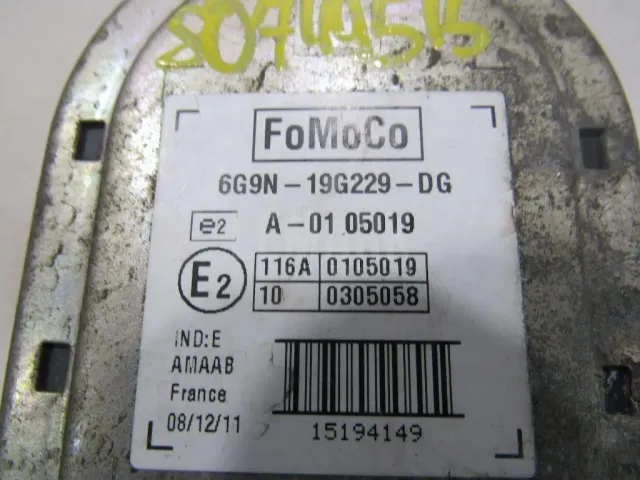 FoMoCo
6G9N-19G229-DG
e2 A-01 05019
E2 116A 0105019
10 0305058
IND:E
AMAAB
France
08/12/11
15194149